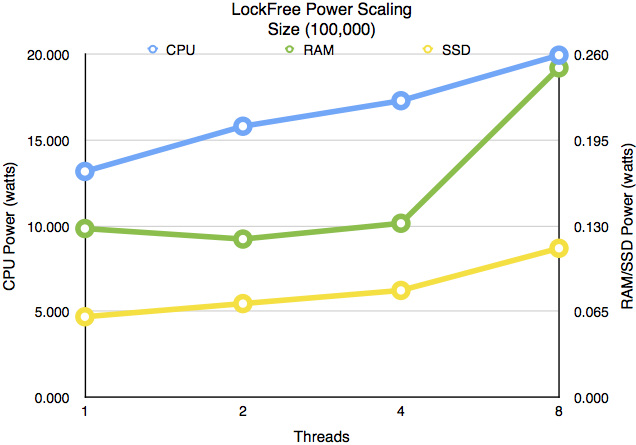 LockFree Power Scaling
Size (100,000)
CPU RAM SSD
20.000 0.260
15.000 0.195
10.000 0.130
5.000 0.065
0.000 0.000
CPU Power (watts)
RAM/SSD Power (watts)
1 2 4 8
Threads